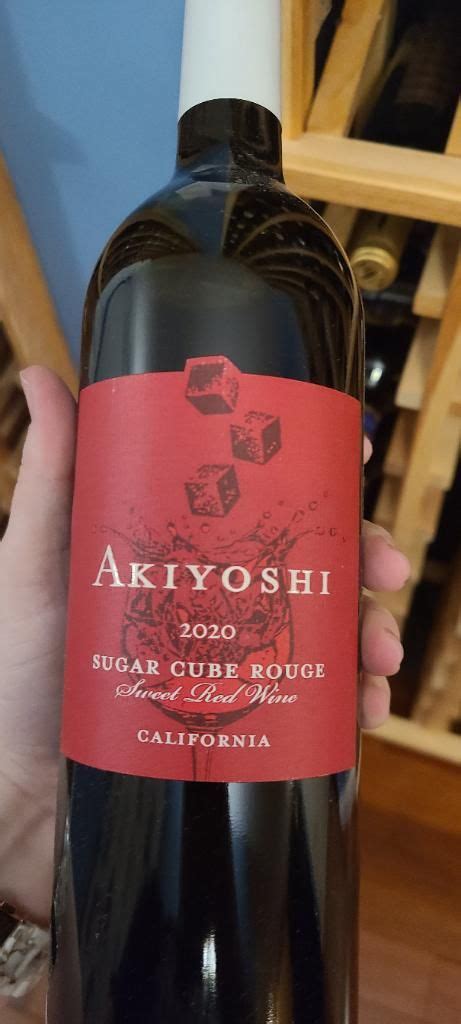 AKIYOSHI
2020
SUGAR CUBE ROUGE
Sweet Red Wine
CALIFORNIA